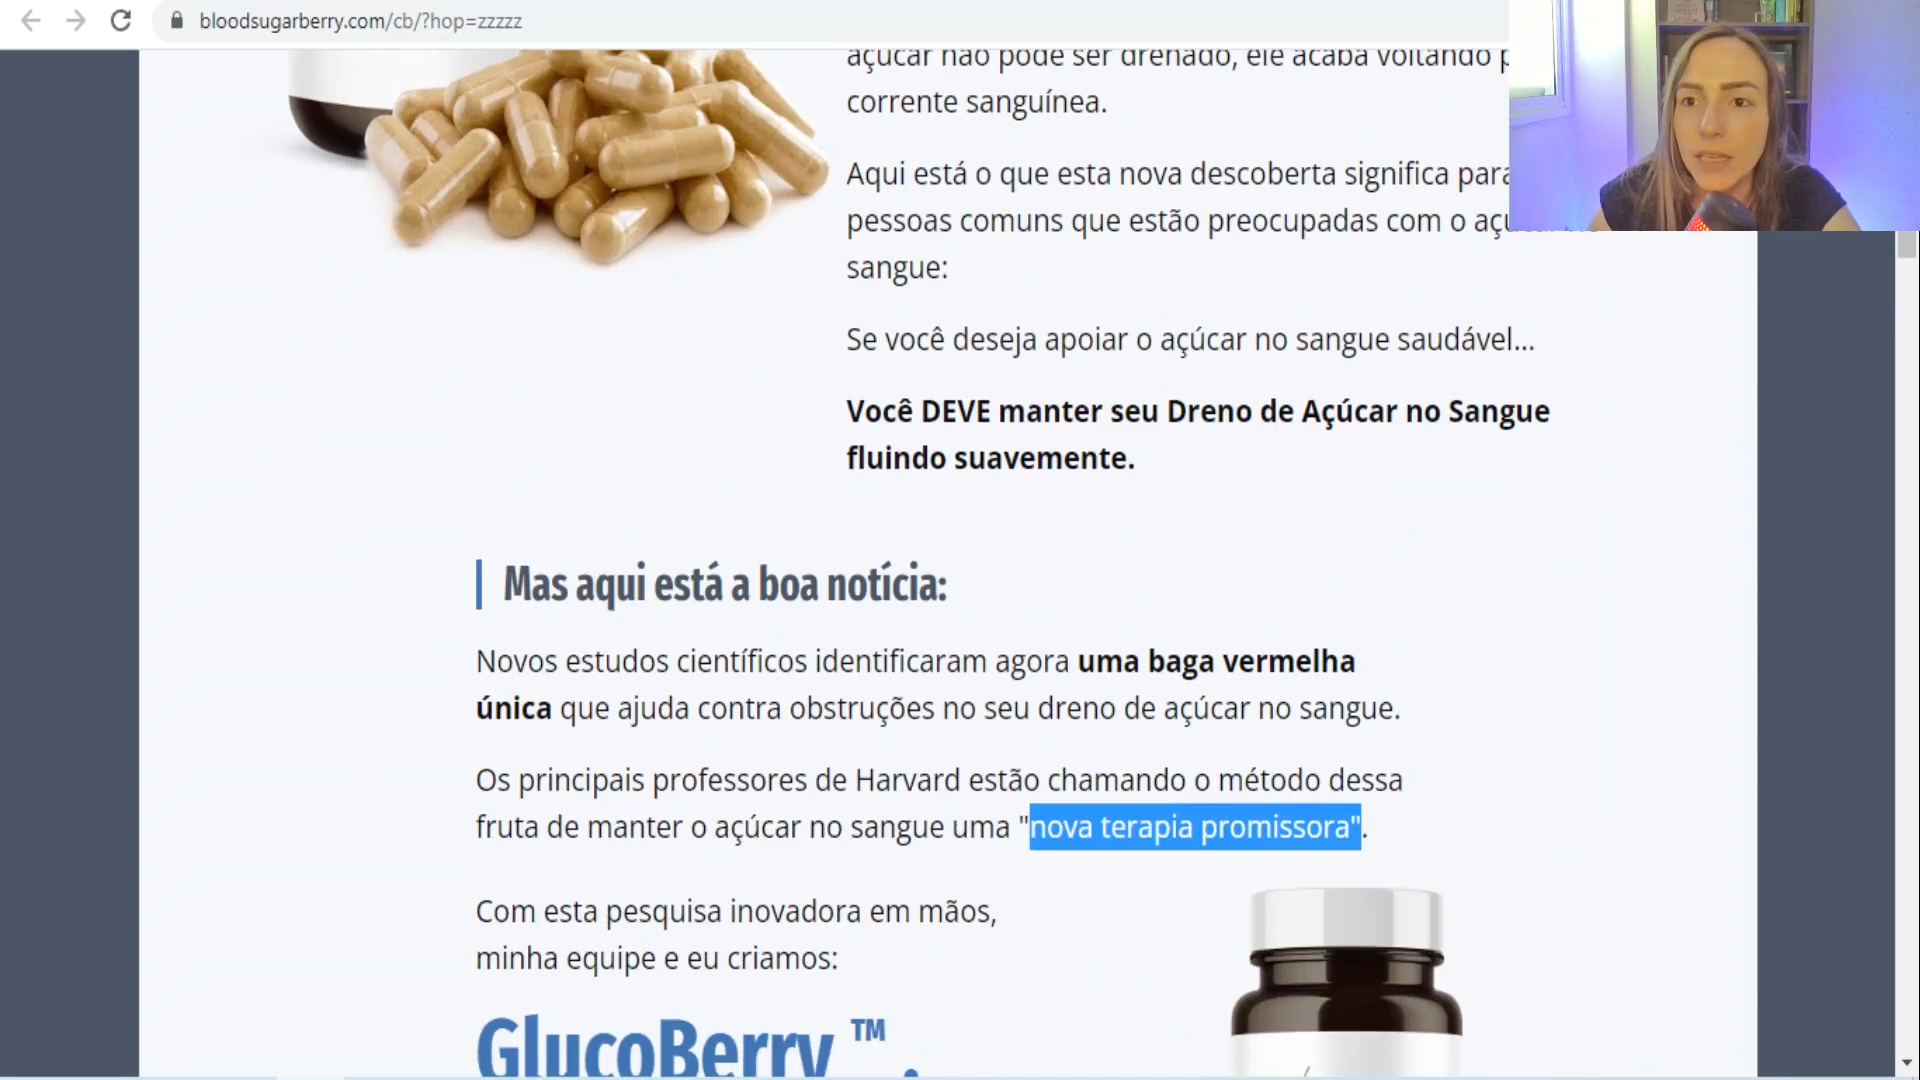 bloodsugarberry.com/cb/?hop=zzzzz
açúcar não pode ser drenado, ele acaba voltando
corrente sanguínea.
Aqui está o que esta nova descoberta significa para
pessoas comuns que estão preocupadas com o
sangue:
Se você deseja apoiar o açúcar no sangue saudável...
Você DEVE manter seu Dreno de Açúcar no Sangue
fluindo suavemente.
Mas aqui está a boa notícia:
Novos estudos científicos identificaram agora uma baga vermelha
única que ajuda contra obstruções no seu dreno de açúcar no sangue.
Os principais professores de Harvard estão chamando o método dessa
fruta de manter o açúcar no sangue uma "nova terapia promissora".
Com esta pesquisa inovadora em mãos,
minha equipe e eu criamos:
GlucoBerry ™